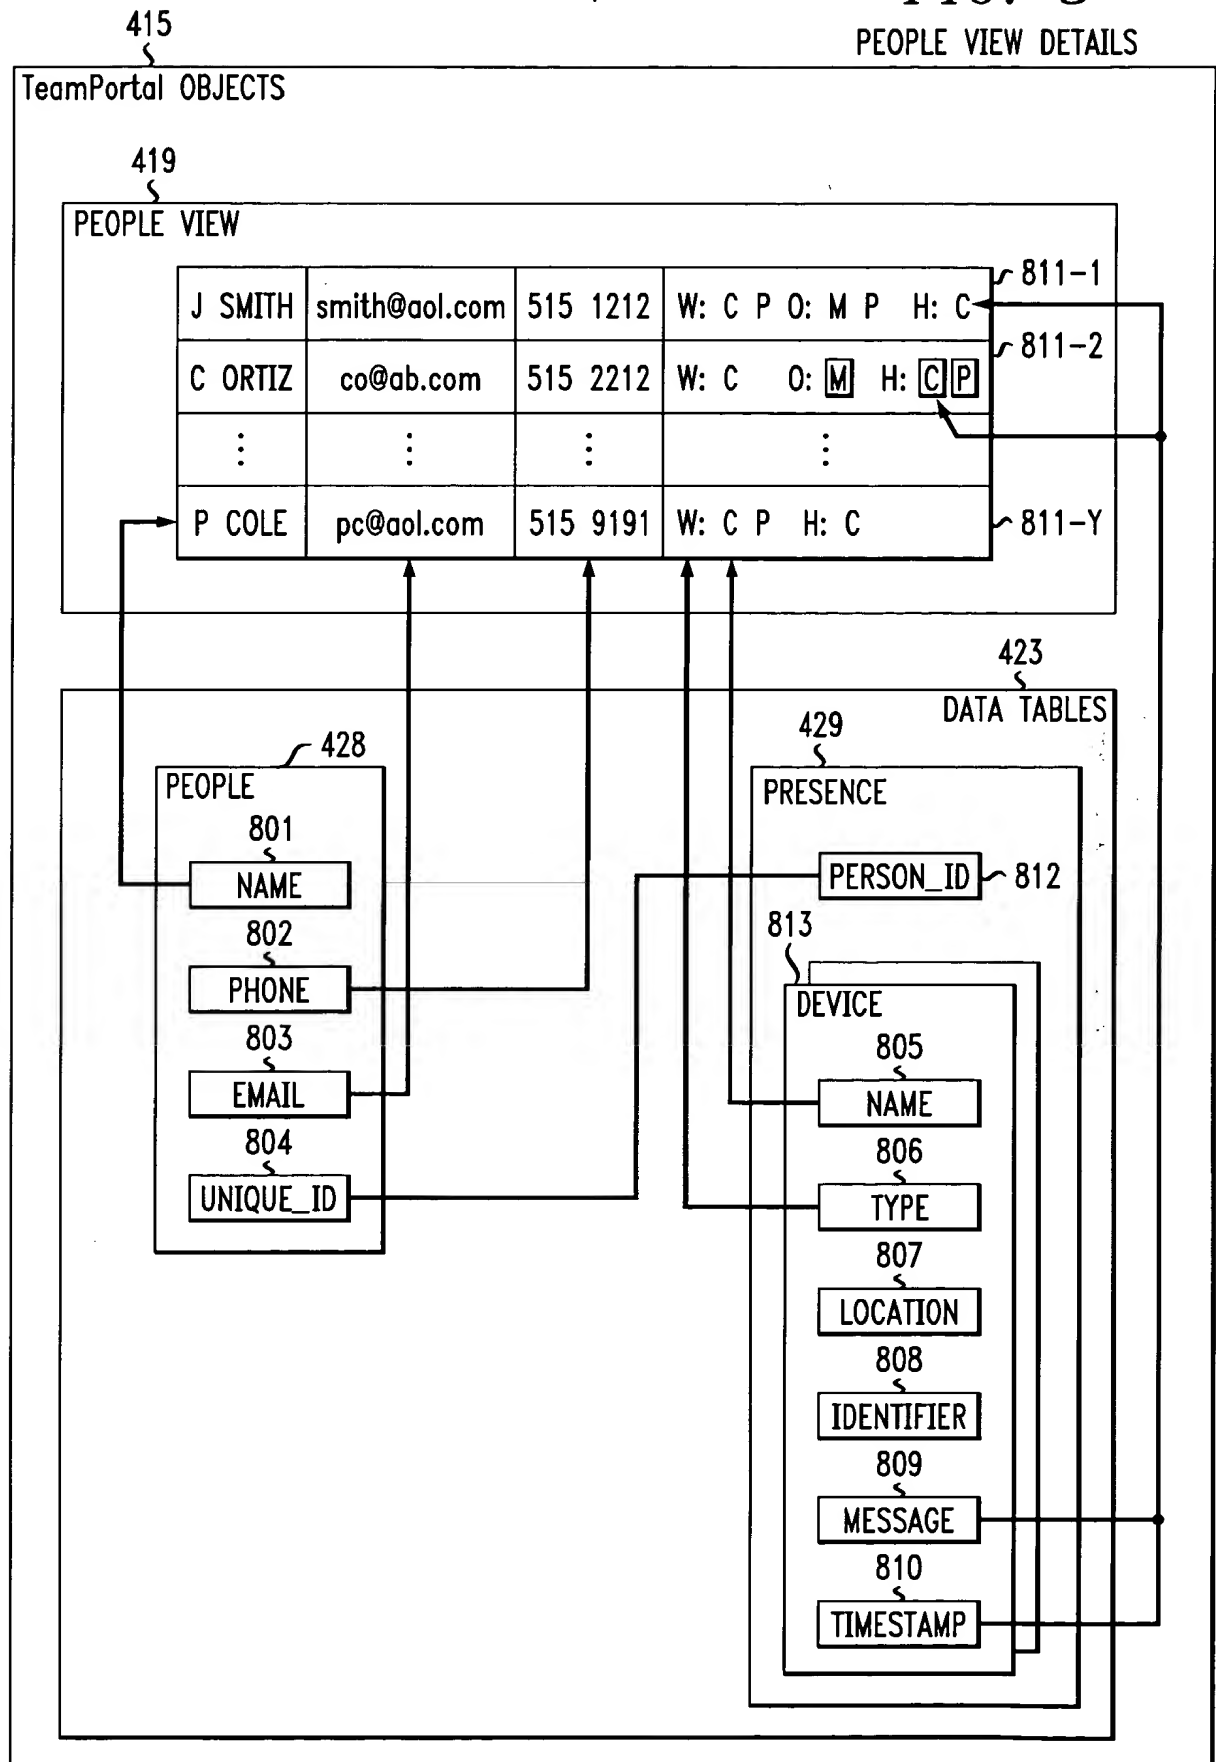 FIG. 8
PEOPLE VIEW DETAILS
415
TeamPortal OBJECTS
419
PEOPLE VIEW
J SMITH smith@aol.com 515 1212 W: C P O: M P H: C
811-1
C ORTIZ co@ab.com 515 2212 W: C O: M H: C P
811-2
⋮ ⋮ ⋮ ⋮
P COLE pc@aol.com 515 9191 W: C P H: C
811-Y
423
DATA TABLES
428
PEOPLE
801
NAME
802
PHONE
803
EMAIL
804
UNIQUE_ID
429
PRESENCE
PERSON_ID
812
813
DEVICE
805
NAME
806
TYPE
807
LOCATION
808
IDENTIFIER
809
MESSAGE
810
TIMESTAMP